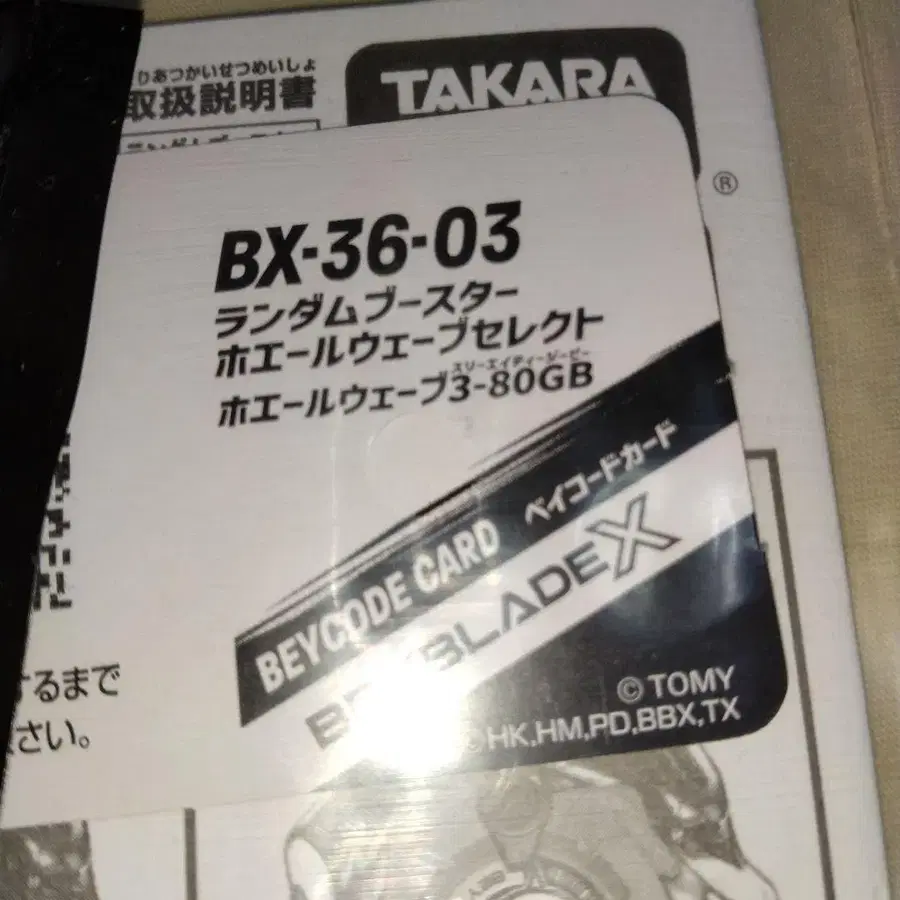 りあつかいせつめいしょ
取扱説明書
TAKARA
®
BX-36-03
ランダムブースター
ホエールウェーブセレクト
スリーエイティージービー
ホエールウェーブ3-80GB
ベイコードカード
BEYCODE CARD
BEYBLADE X
するまで
さい。
© TOMY
© HK,HM,PD,BBX,TX